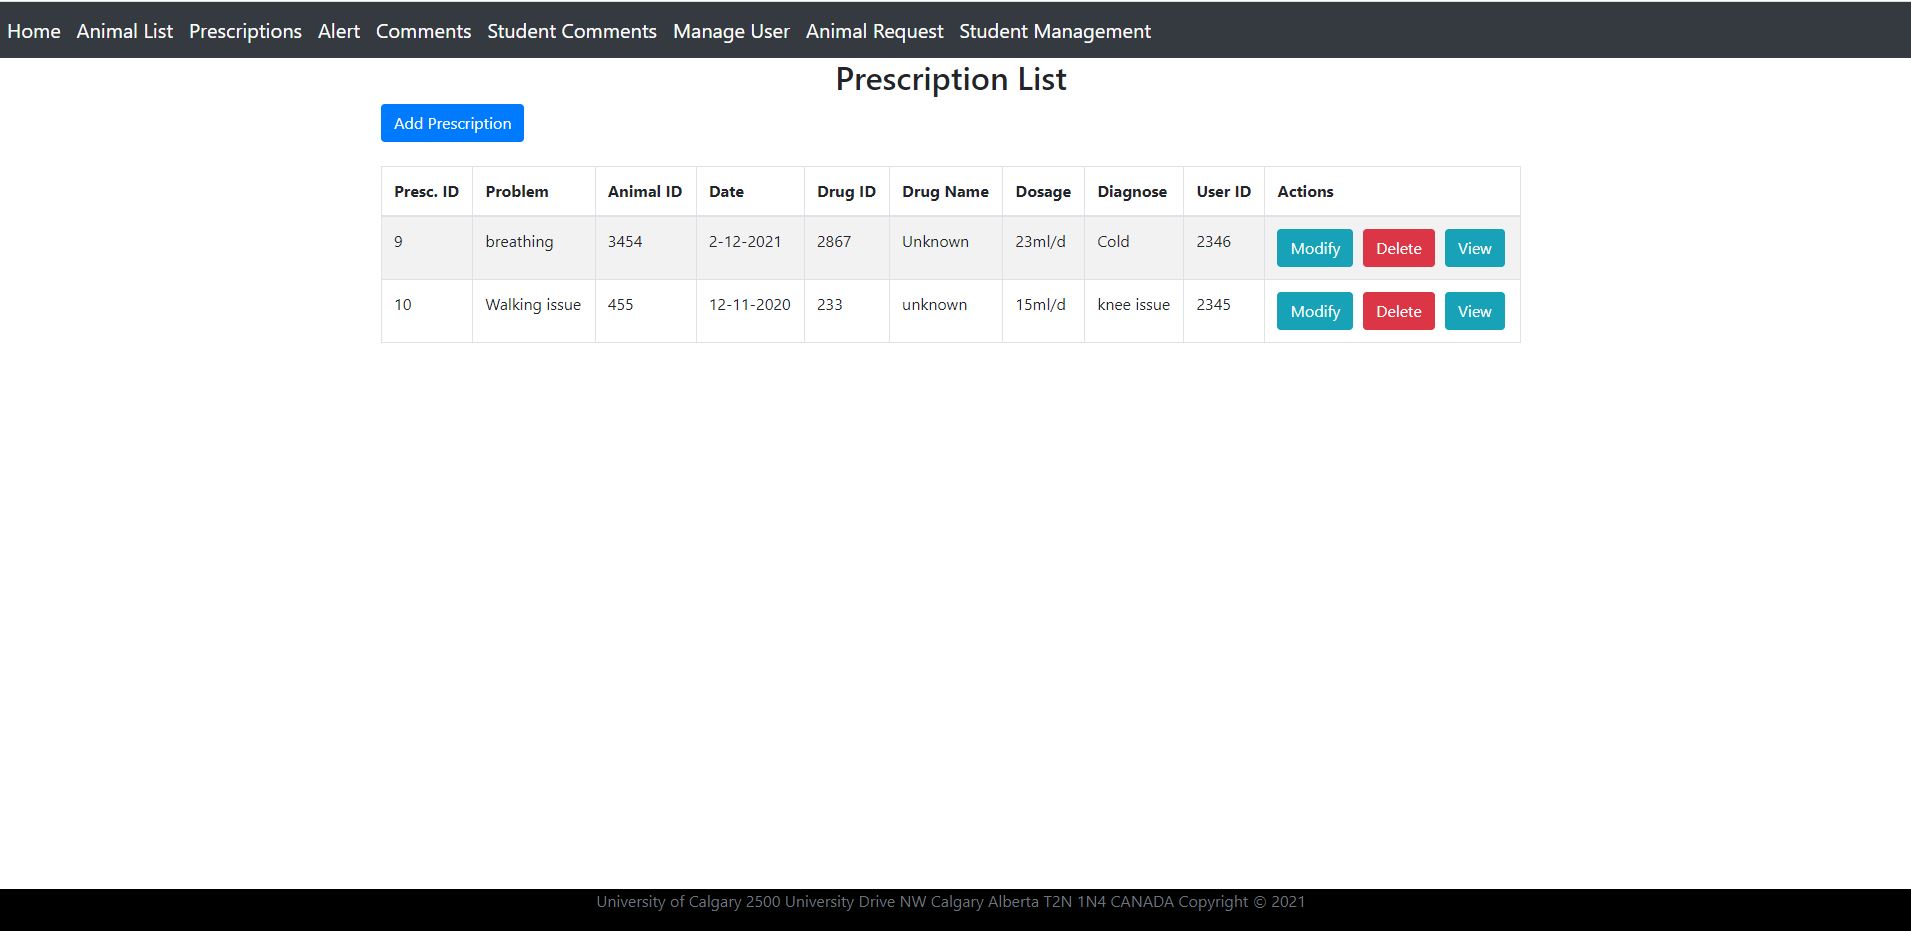 Home Animal List Prescriptions Alert Comments Student Comments Manage User Animal Request Student Management
Prescription List
Add Prescription
Presc. ID Problem Animal ID Date Drug ID Drug Name Dosage Diagnose User ID Actions
9 breathing 3454 2-12-2021 2867 Unknown 23ml/d Cold 2346 Modify Delete View
10 Walking issue 455 12-11-2020 233 unknown 15ml/d knee issue 2345 Modify Delete View
University of Calgary 2500 University Drive NW Calgary Alberta T2N 1N4 CANADA Copyright © 2021